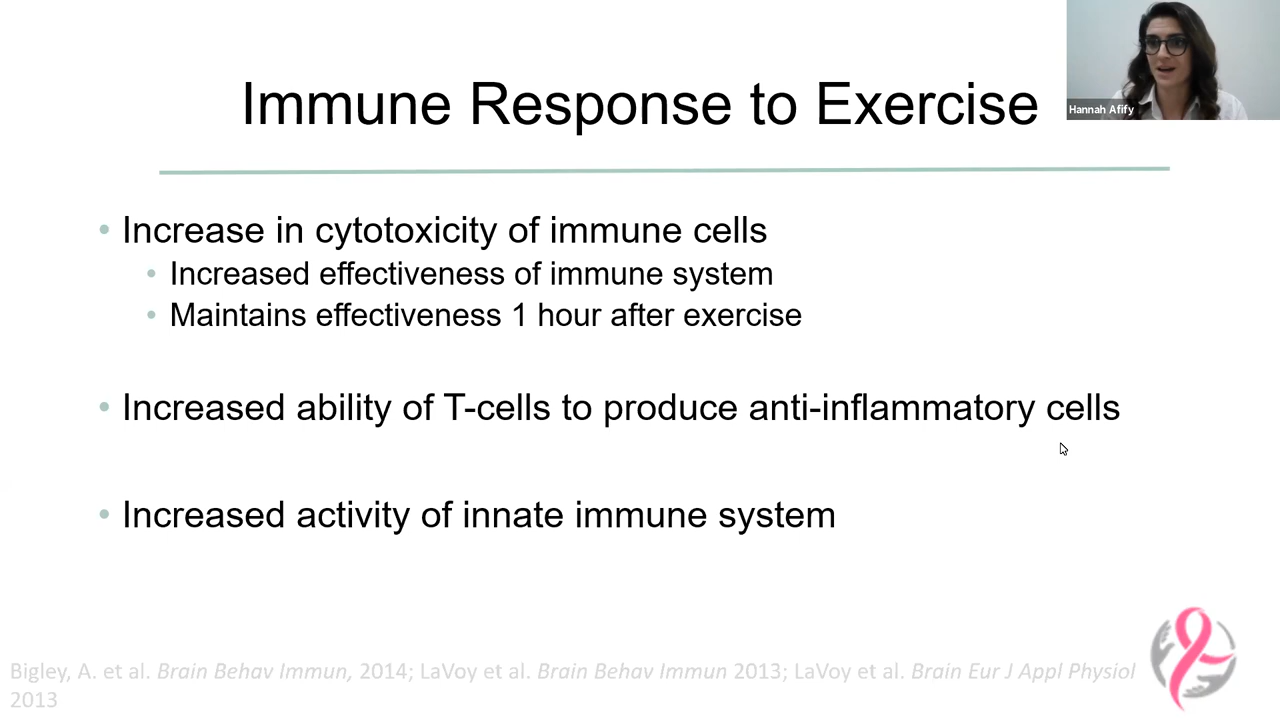 Immune Response to Exercise
Hannah Afify
• Increase in cytotoxicity of immune cells
• Increased effectiveness of immune system
• Maintains effectiveness 1 hour after exercise
• Increased ability of T-cells to produce anti-inflammatory cells
• Increased activity of innate immune system
Bigley, A. et al. Brain Behav Immun, 2014; LaVoy et al. Brain Behav Immun 2013; LaVoy et al. Brain Eur J Appl Physiol
2013